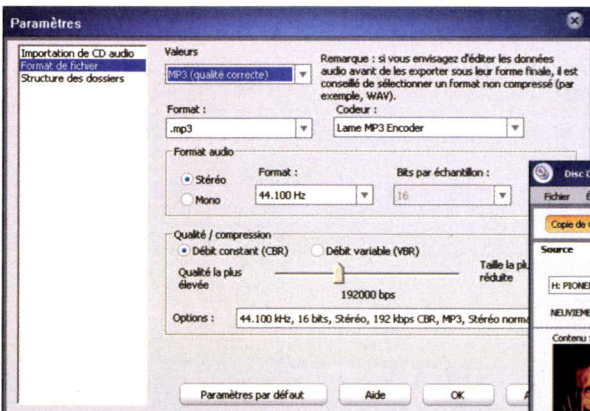 Paramètres
Importation de CD audio
Format de fichier
Structure des dossiers
Valeurs
MP3 (qualité correcte)
Remarque : si vous envisagez d'éditer les données
audio avant de les exporter sous leur forme finale, il est
conseillé de sélectionner un format non compressé (par
exemple, WAV).
Format :
.mp3
Codeur :
Lame MP3 Encoder
Format audio
Stéréo
Mono
Format :
44.100 Hz
Bits par échantillon :
16
Qualité / compression
Débit constant (CBR)
Débit variable (VBR)
Qualité la plus
élevée
192000 bps
Taille la
réduite
Options :
44.100 kHz, 16 bits, Stéréo, 192 kbps CBR, MP3, Stéréo
Paramètres par défaut
Aide
OK
Disc
Fichier
Copie de
Source
H:
Contenu :